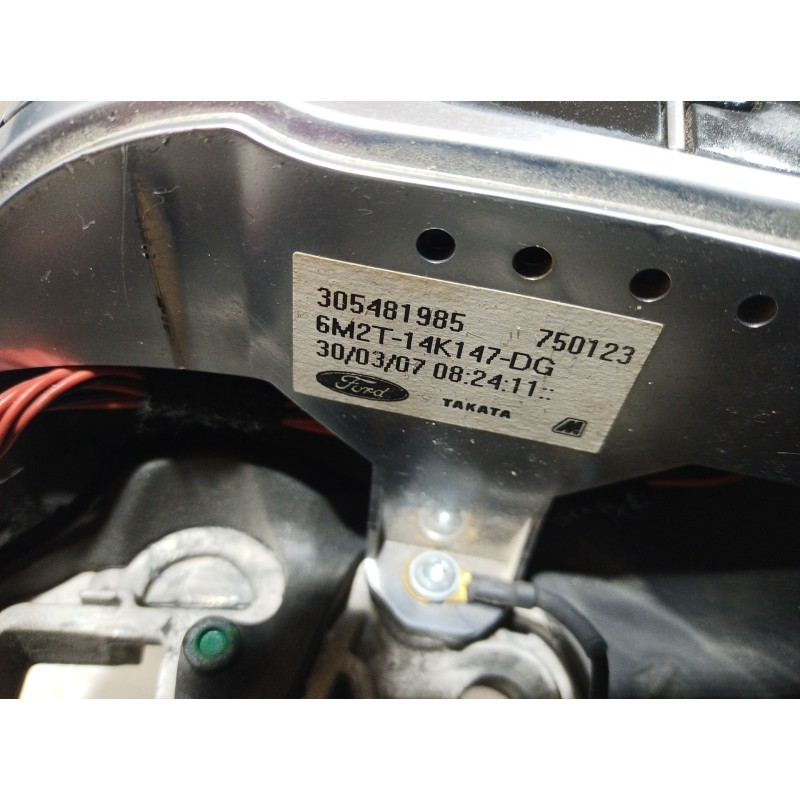 305481985 750123
6M2T-14K147-DG
30/03/07 08:24:11::
Ford TAKATA